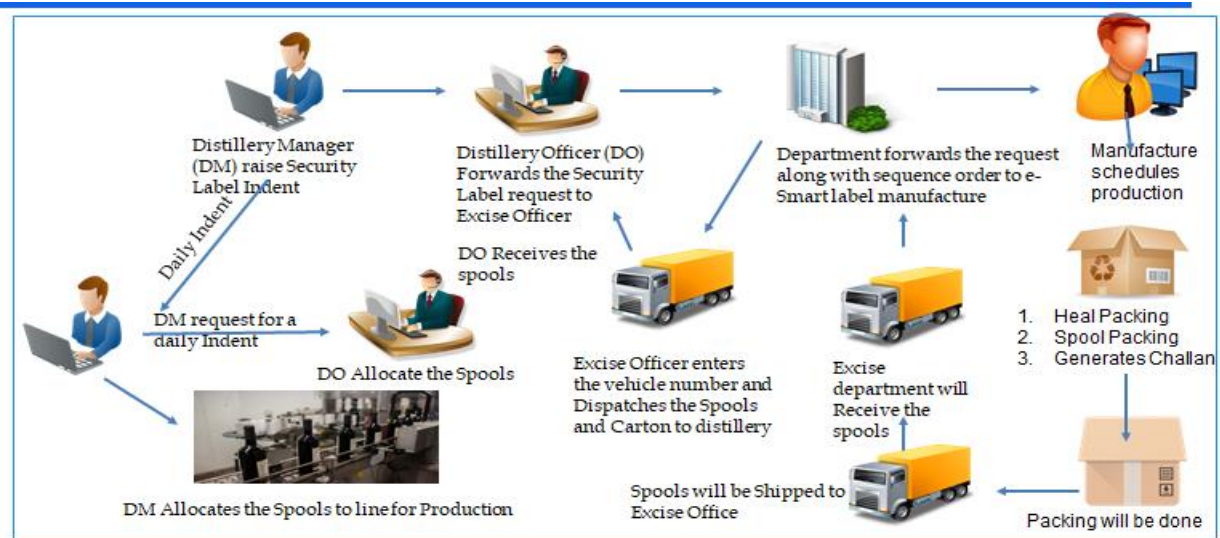 Distillery Manager
(DM) raise Security
Label Indent
Distillery Officer (DO)
Forwards the Security
Label request to
Excise Officer
Department forwards the request
along with sequence order to e-
Smart label manufacture
Manufacture
schedules
production
Daily Indent
DO Receives the
spools
DM request for a
daily Indent
DO Allocate the Spools
Excise Officer enters
the vehicle number and
Dispatches the Spools
and Carton to distillery
Excise
department will
Receive the
spools
1. Heal Packing
2. Spool Packing
3. Generates Challan
DM Allocates the Spools to line for Production
Spools will be Shipped to
Excise Office
Packing will be done